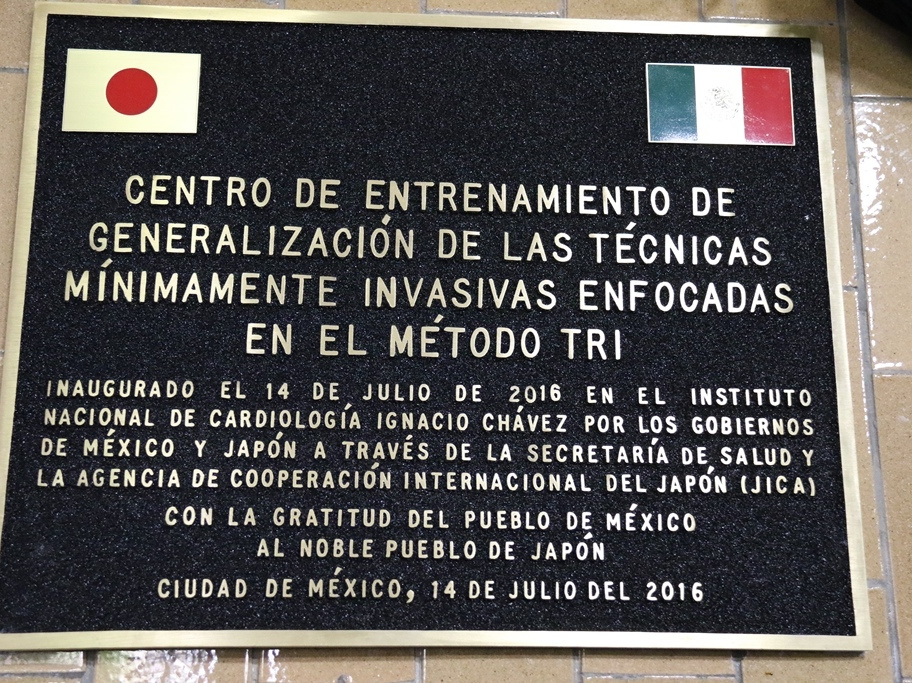 CENTRO DE ENTRENAMIENTO DE
GENERALIZACIÓN DE LAS TÉCNICAS
MÍNIMAMENTE INVASIVAS ENFOCADAS
EN EL MÉTODO TRI
INAUGURADO EL 14 DE JULIO DE 2016 EN EL INSTITUTO
NACIONAL DE CARDIOLOGÍA IGNACIO CHÁVEZ POR LOS GOBIERNOS
DE MÉXICO Y JAPÓN A TRAVÉS DE LA SECRETARÍA DE SALUD Y
LA AGENCIA DE COOPERACIÓN INTERNACIONAL DEL JAPÓN (JICA)
CON LA GRATITUD DEL PUEBLO DE MÉXICO
AL NOBLE PUEBLO DE JAPÓN
CIUDAD DE MÉXICO, 14 DE JULIO DEL 2016